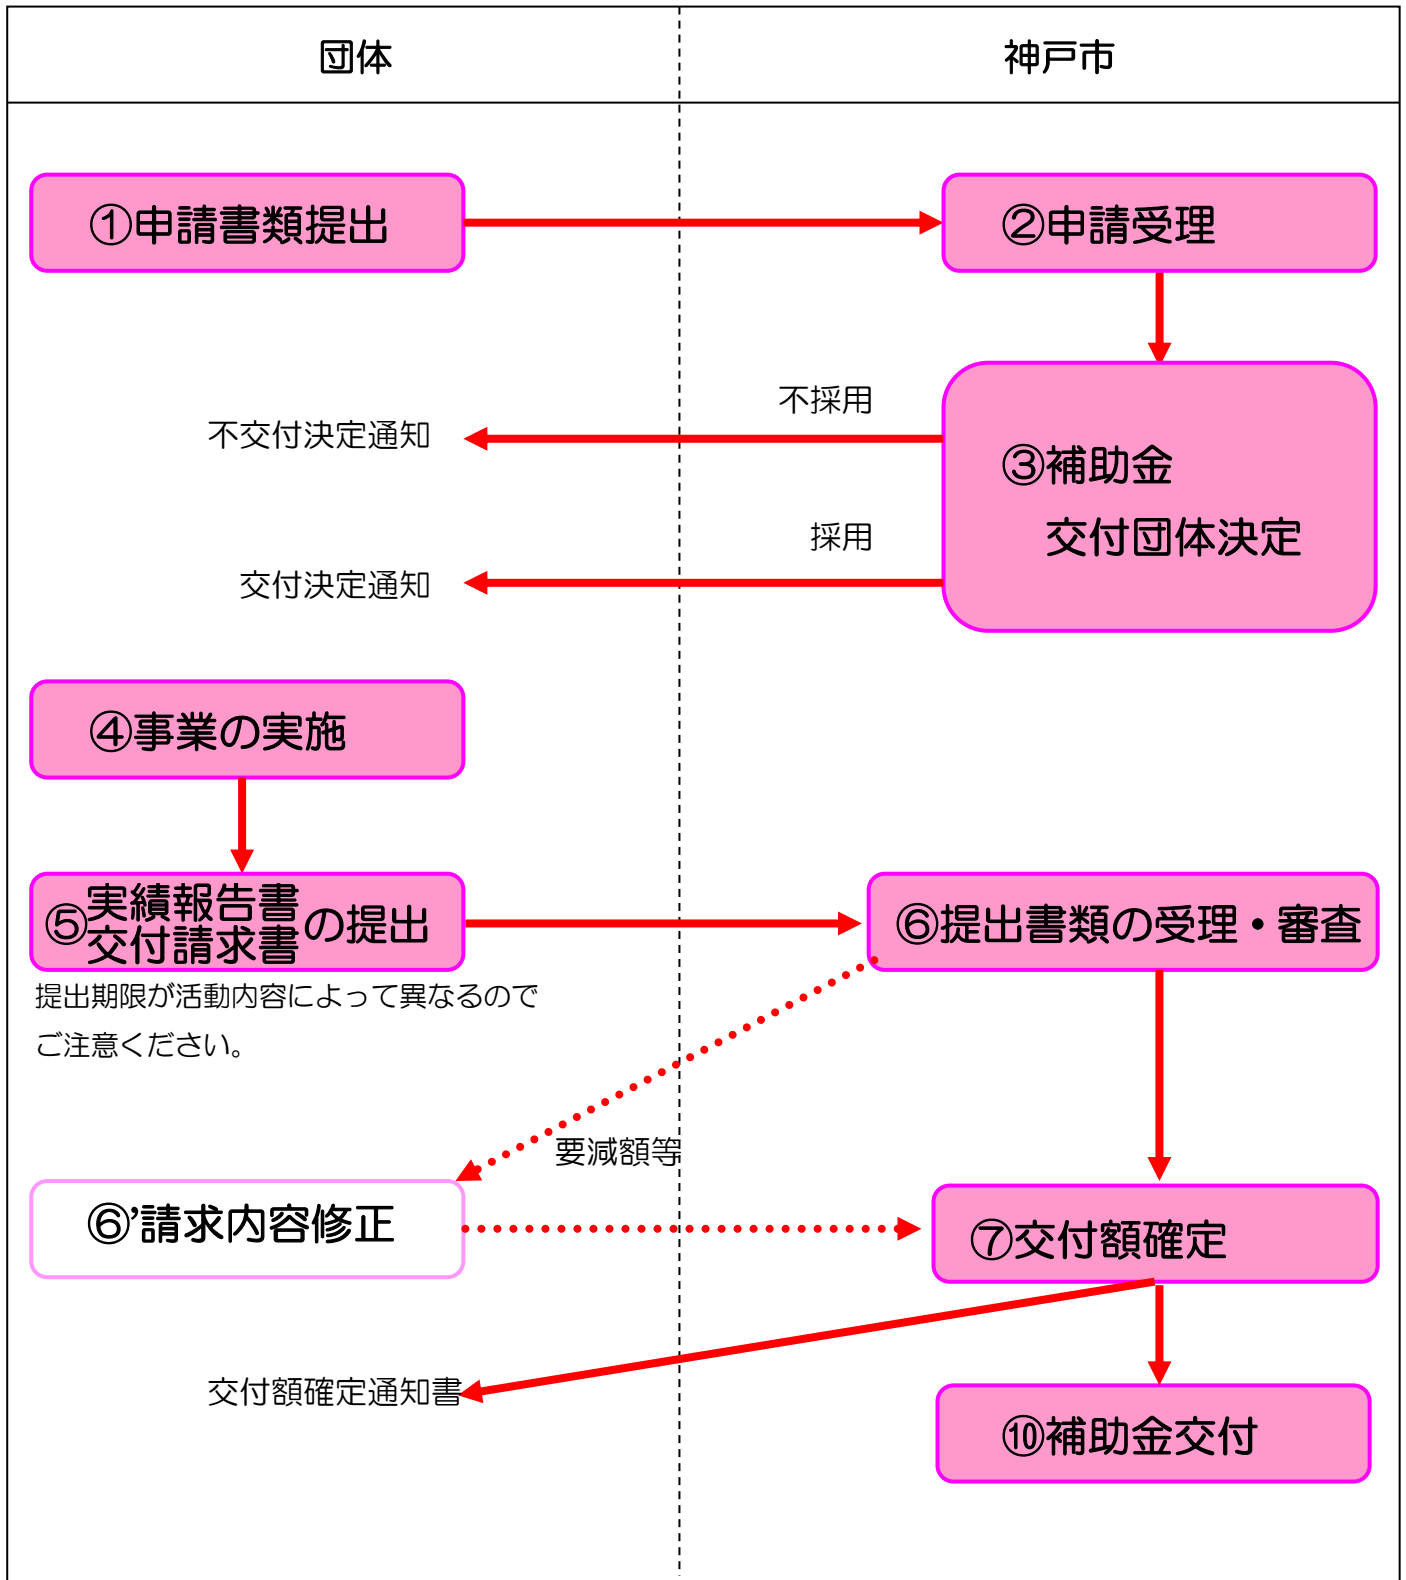 団体
神戸市
①申請書類提出
②申請受理
不採用
不交付決定通知
③補助金
交付団体決定
採用
交付決定通知
④事業の実施
⑤実績報告書
交付請求書の提出
⑥提出書類の受理・審査
提出期限が活動内容によって異なるので
ご注意ください。
要減額等
⑥’請求内容修正
⑦交付額確定
交付額確定通知書
⑩補助金交付